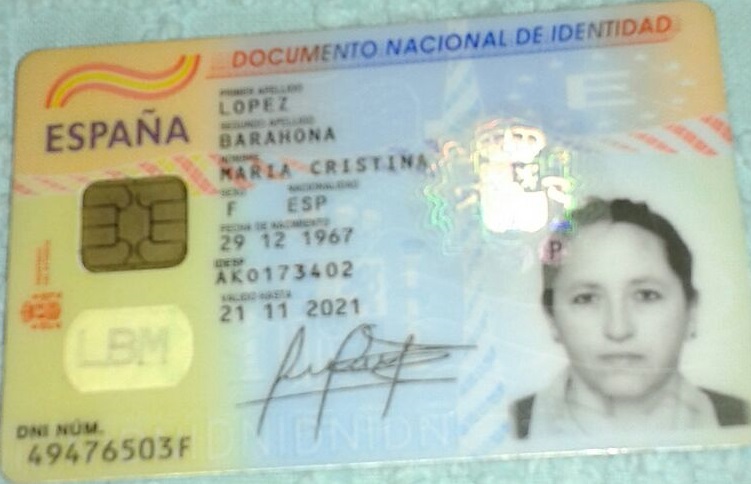 DOCUMENTO NACIONAL DE IDENTIDAD
E
ESPAÑA
PRIMER APELLIDO
LOPEZ
SEGUNDO APELLIDO
BARAHONA
NOMBRE
MARIA CRISTINA
SEXO NACIONALIDAD
F ESP
FECHA DE NACIMIENTO
29 12 1967
IDESP
AK0173402
VALIDO HASTA
21 11 2021
P
LBM
DNI NÚM.
49476503F